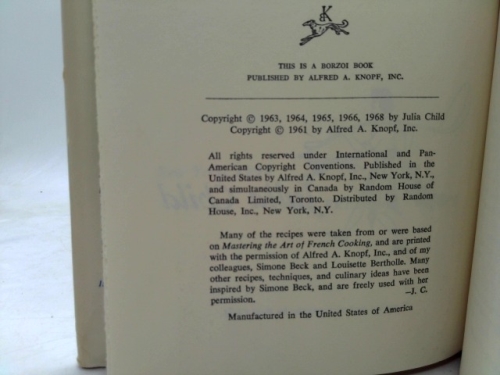 K
THIS IS A BORZOI BOOK
PUBLISHED BY ALFRED A. KNOPF, INC.
Copyright © 1963, 1964, 1965, 1966, 1968 by Julia Child
Copyright © 1961 by Alfred A. Knopf, Inc.
All rights reserved under International and Pan-
American Copyright Conventions. Published in the
United States by Alfred A. Knopf, Inc., New York, N.Y.,
and simultaneously in Canada by Random House of
Canada Limited, Toronto. Distributed by Random
House, Inc., New York, N.Y.
Many of the recipes were taken from or were based
on Mastering the Art of French Cooking, and are printed
with the permission of Alfred A. Knopf, Inc., and of my
colleagues, Simone Beck and Louisette Bertholle. Many
other recipes, techniques, and culinary ideas have been
inspired by Simone Beck, and are freely used with her
permission.
—J. C.
Manufactured in the United States of America